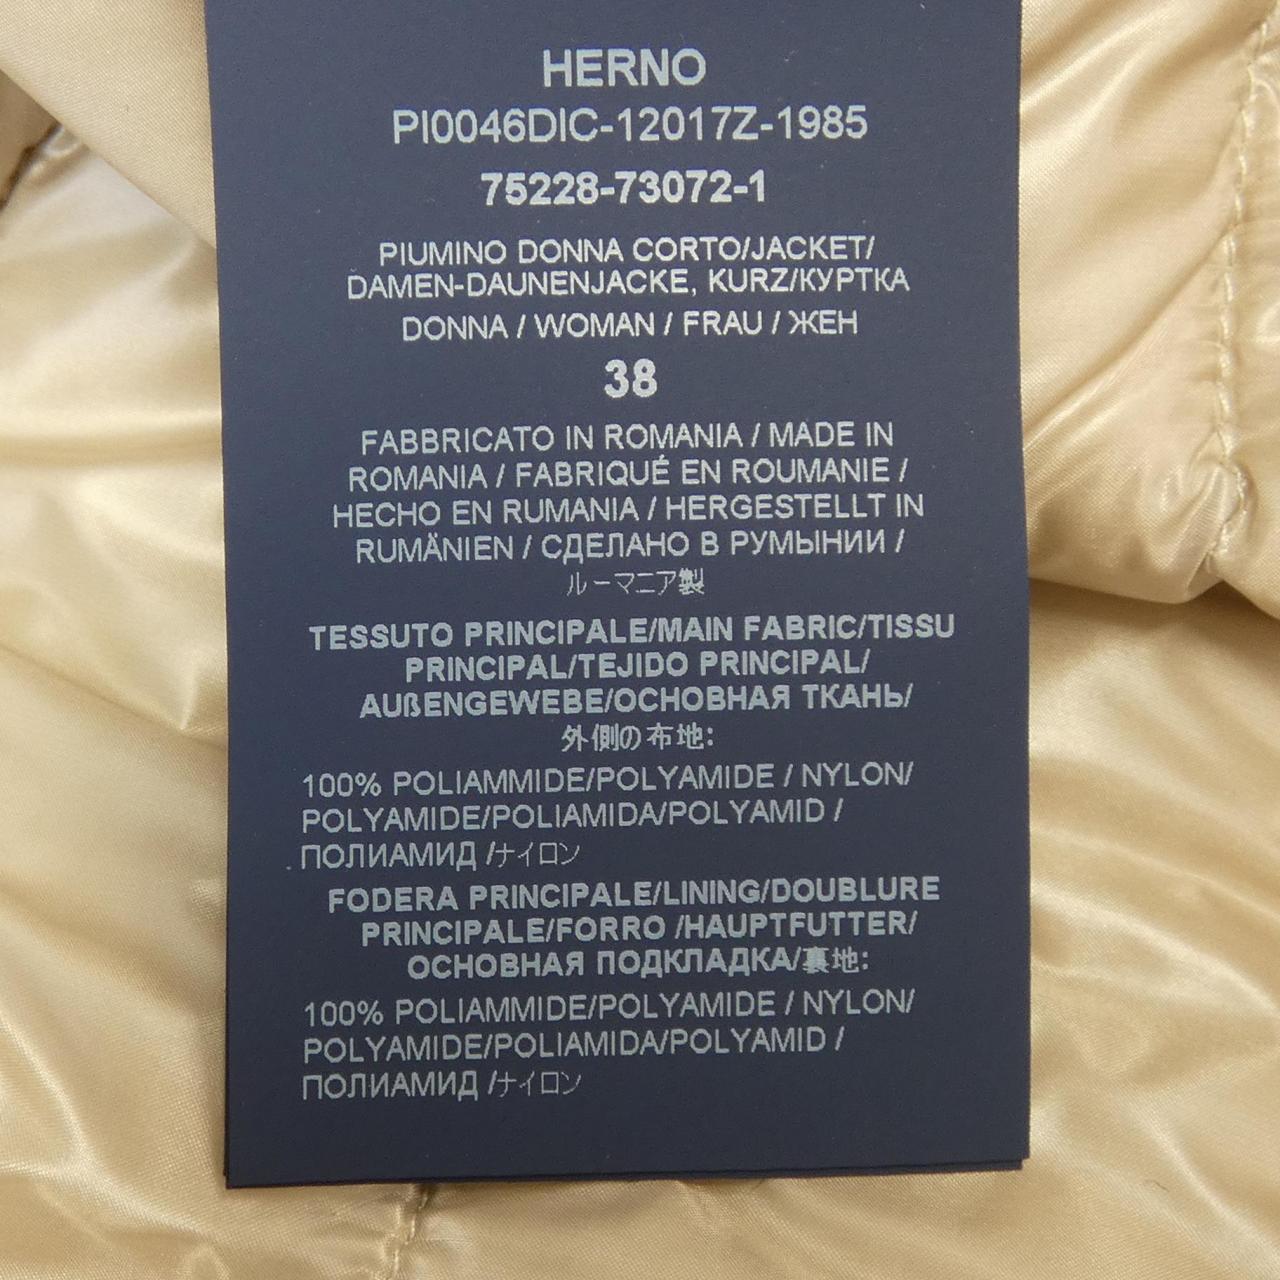 HERNO
PI0046DIC-12017Z-1985
75228-73072-1
PIUMINO DONNA CORTO/JACKET/
DAMEN-DAUNENJACKE, KURZ/КУРТКА
DONNA / WOMAN / FRAU / ЖЕН
38
FABBRICATO IN ROMANIA / MADE IN
ROMANIA / FABRIQUÉ EN ROUMANIE /
HECHO EN RUMANIA / HERGESTELLT IN
RUMÄNIEN / СДЕЛАНО В РУМЫНИИ /
ルーマニア製
TESSUTO PRINCIPALE/MAIN FABRIC/TISSU
PRINCIPAL/TEJIDO PRINCIPAL/
AUßENGEWEBE/ОСНОВНАЯ ТКАНЬ/
外側の布地:
100% POLIAMMIDE/POLYAMIDE / NYLON/
POLYAMIDE/POLIAMIDA/POLYAMID /
ПОЛИАМИД /ナイロン
FODERA PRINCIPALE/LINING/DOUBLURE
PRINCIPALE/FORRO /HAUPTFUTTER/
ОСНОВНАЯ ПОДКЛАДКА/裏地:
100% POLIAMMIDE/POLYAMIDE / NYLON/
POLYAMIDE/POLIAMIDA/POLYAMID /
ПОЛИАМИД /ナイロン